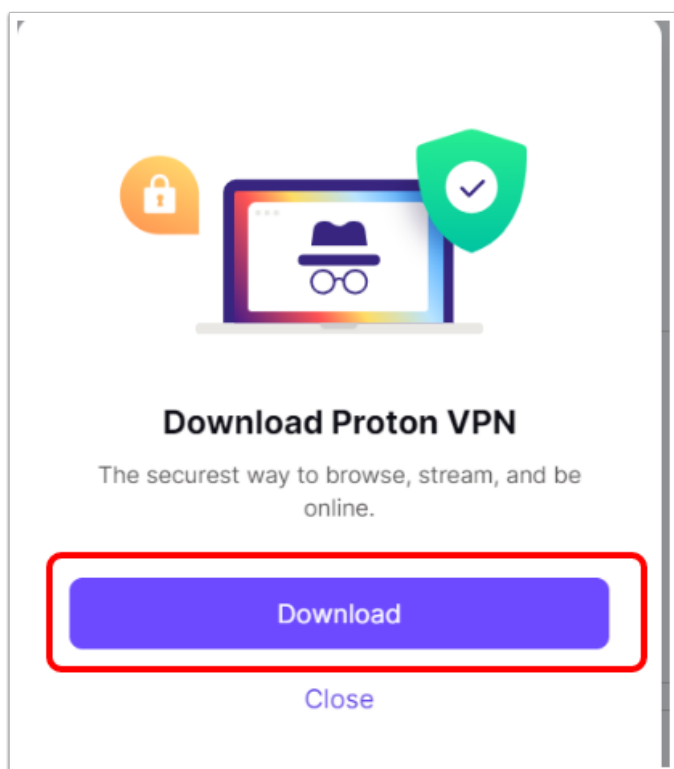 Download Proton VPN
The securest way to browse, stream, and be
online.
Download
Close